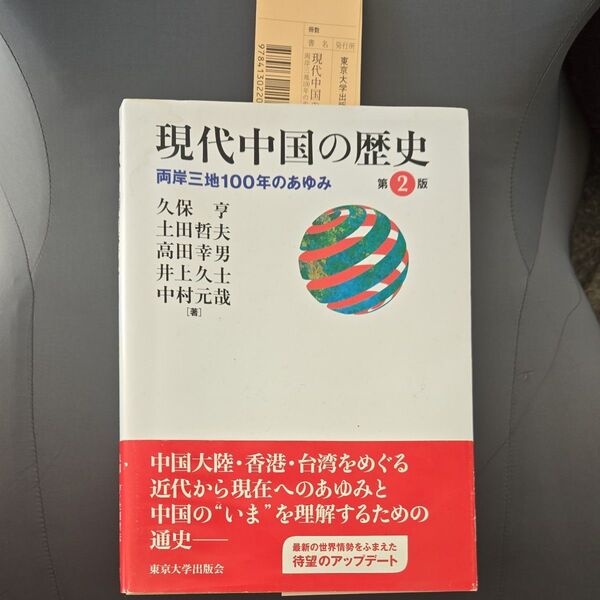 冊数
書名
発行所
東京大学出版
現代中国
9784130220
現代中国の歴史
両岸三地100年のあゆみ
第2版
久保 亨
土田哲夫
高田幸男
井上久士
中村元哉
[著]
中国大陸・香港・台湾をめぐる
近代から現在へのあゆみと
中国の“いま”を理解するための
通史――
最新の世界情勢をふまえた
待望のアップデート
東京大学出版会